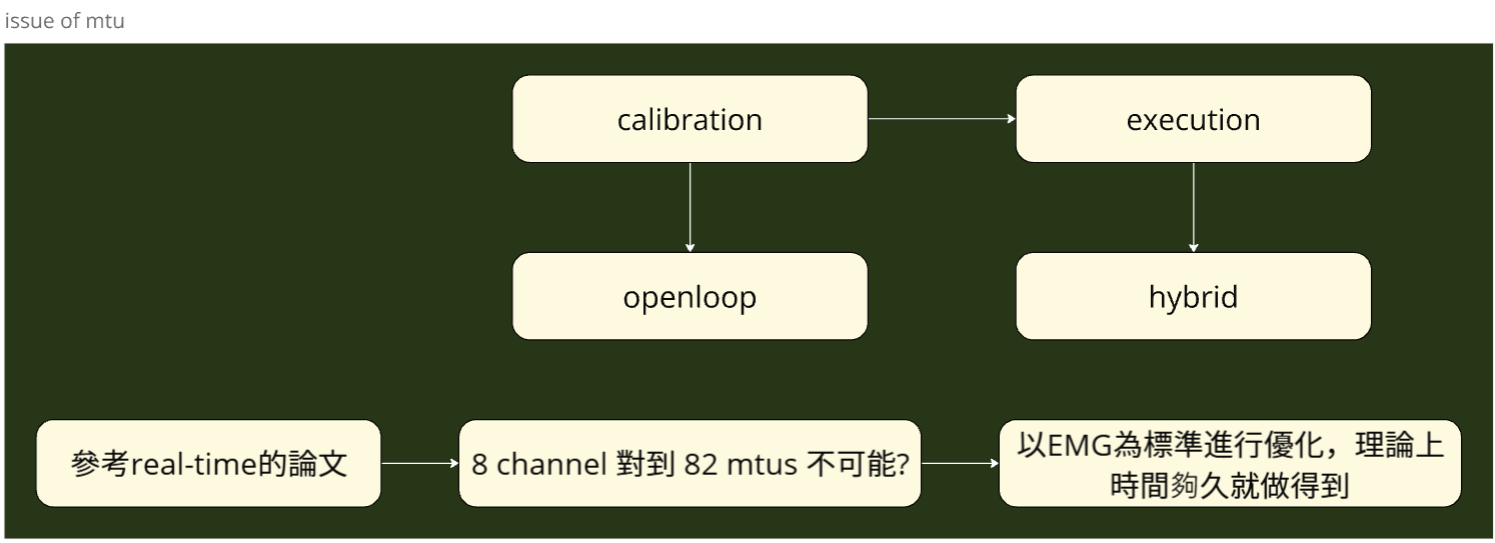 issue of mtu
calibration
execution
openloop
hybrid
參考real-time的論文
8 channel 對到 82 mtus 不可能?
以EMG為標準進行優化，理論上
時間夠久就做得到